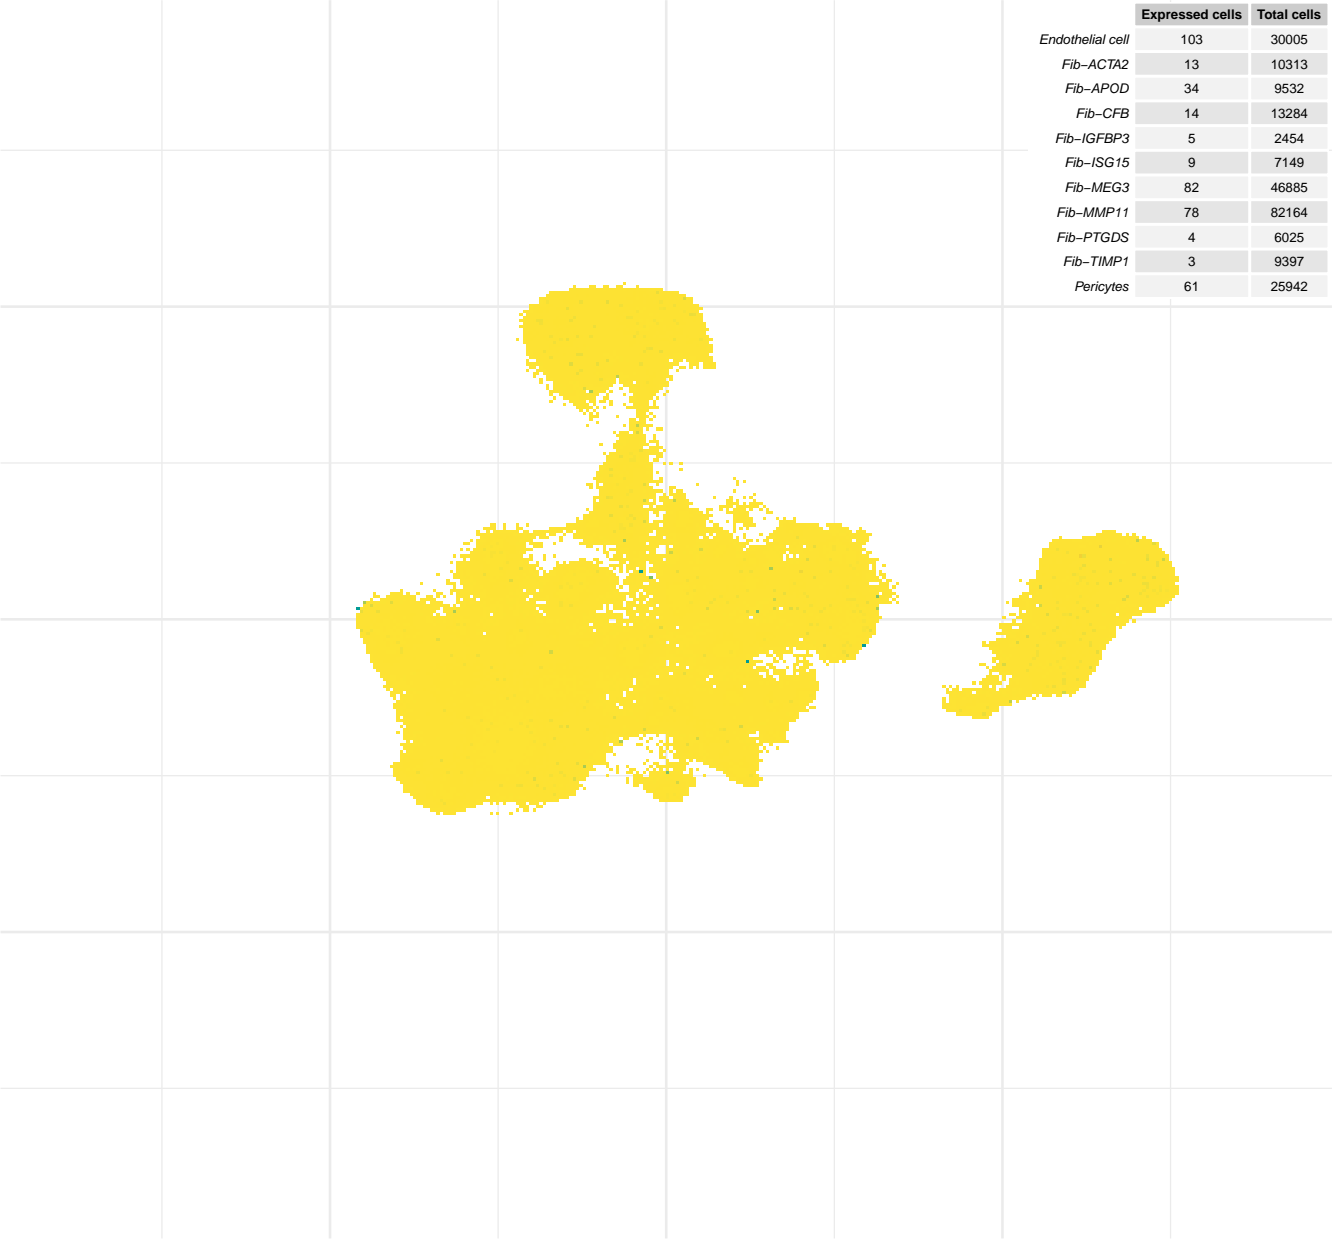 Expressed cells Total cells
Endothelial cell 103 30005
Fib−ACTA2 13 10313
Fib−APOD 34 9532
Fib−CFB 14 13284
Fib−IGFBP3 5 2454
Fib−ISG15 9 7149
Fib−MEG3 82 46885
Fib−MMP11 78 82164
Fib−PTGDS 4 6025
Fib−TIMP1 3 9397
Pericytes 61 25942